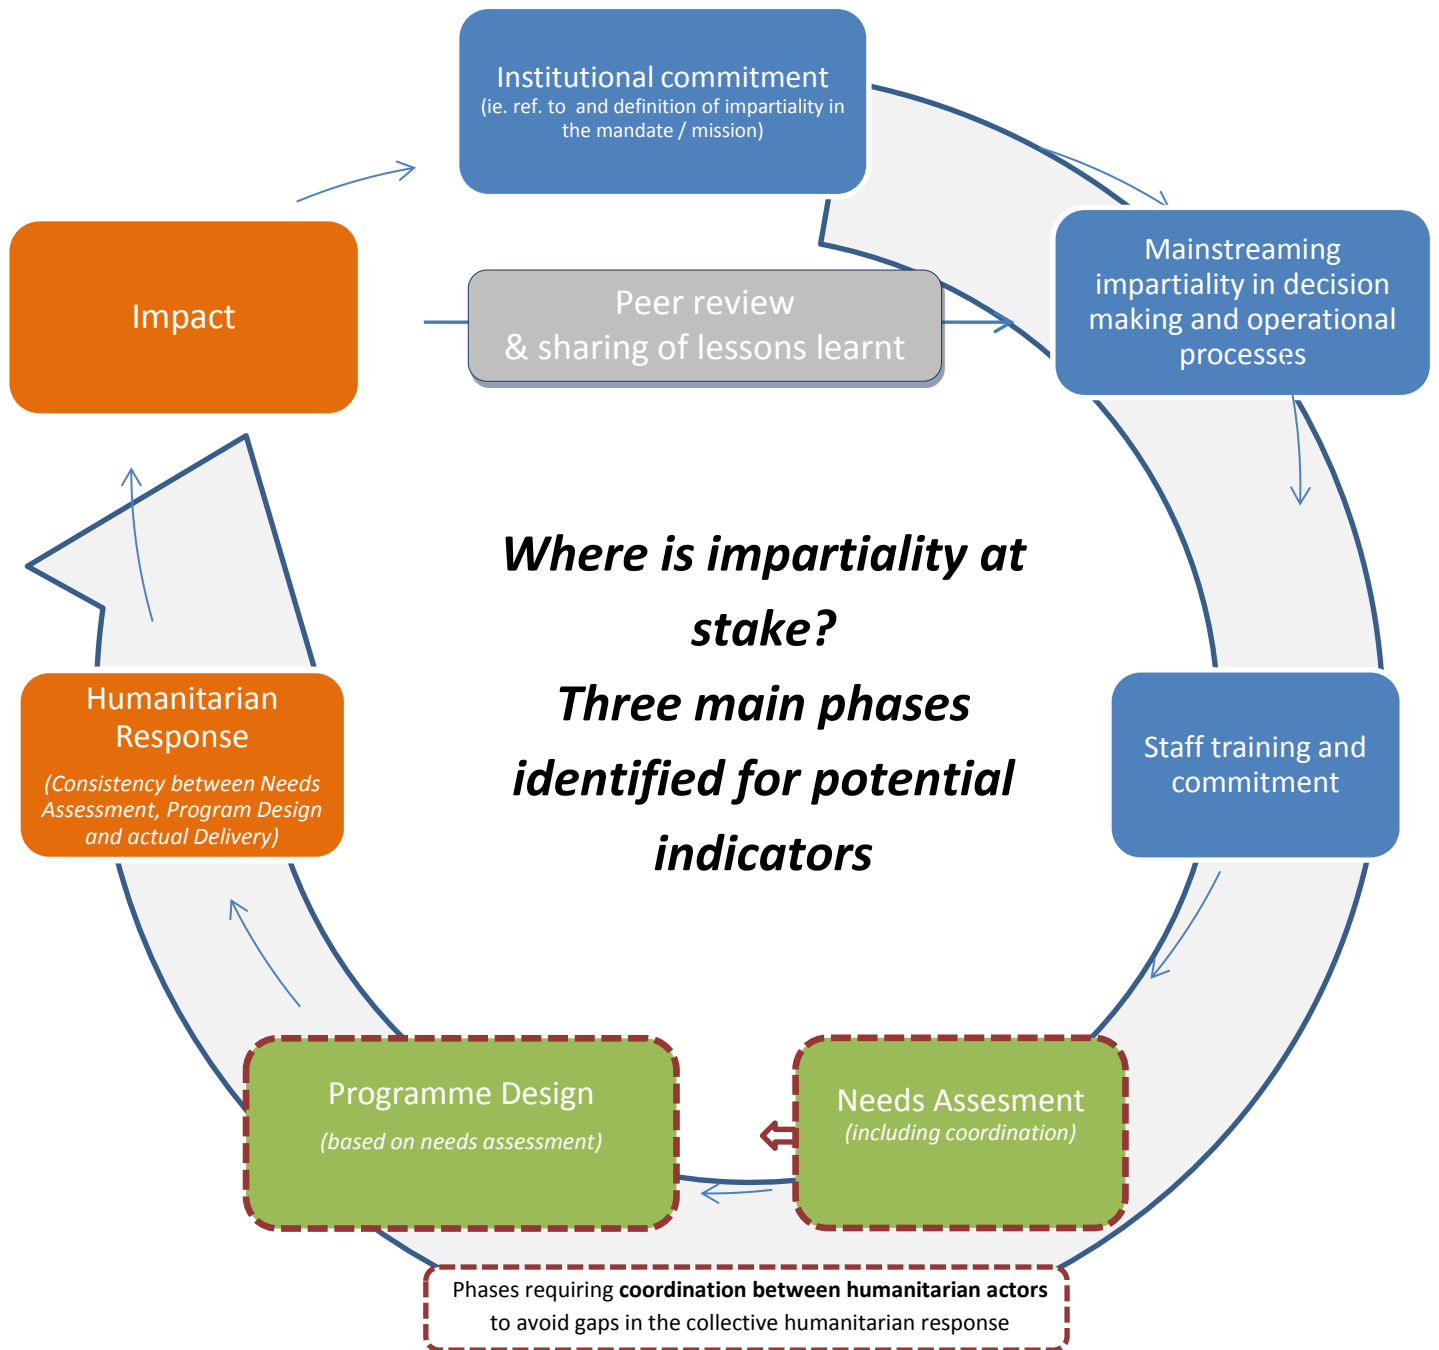 Institutional commitment
(ie. ref. to and definition of impartiality in
the mandate / mission)
Impact
Peer review
& sharing of lessons learnt
Mainstreaming
impartiality in decision
making and operational
processes
Where is impartiality at
stake?
Three main phases
identified for potential
indicators
Humanitarian
Response
(Consistency between Needs
Assessment, Program Design
and actual Delivery)
Staff training and
commitment
Programme Design
(based on needs assessment)
Needs Assesment
(including coordination)
Phases requiring coordination between humanitarian actors
to avoid gaps in the collective humanitarian response